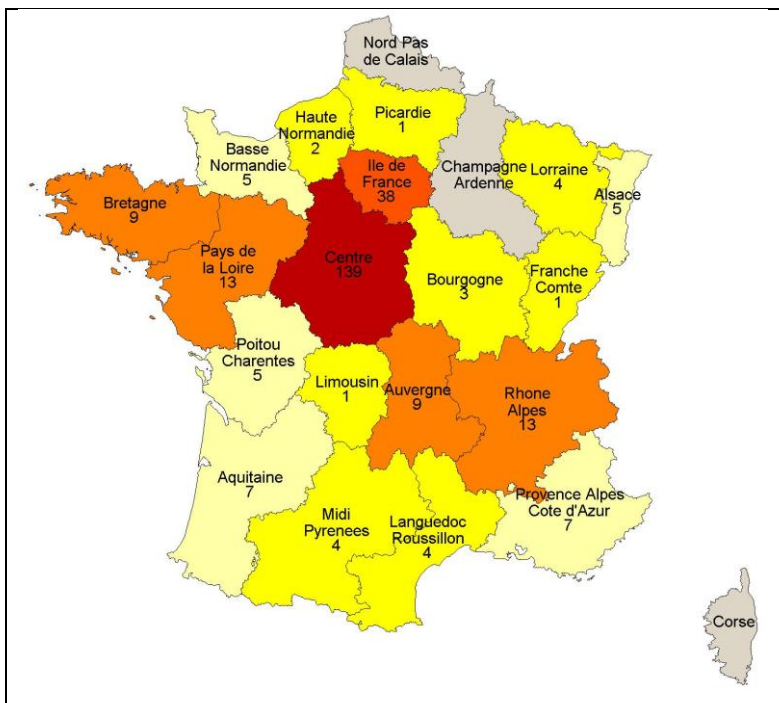 Nord Pas
de Calais
Picardie
1
Haute
Normandie
2
Basse
Normandie
5
Ile de
France
38
Champagne
Ardenne
Lorraine
4
Alsace
5
Bretagne
9
Pays de
la Loire
13
Centre
139
Bourgogne
3
Franche
Comte
1
Poitou
Charentes
5
Limousin
1
Auvergne
9
Rhone
Alpes
13
Aquitaine
7
Midi
Pyrenees
4
Languedoc
Roussillon
4
Provence Alpes
Cote d'Azur
7
Corse